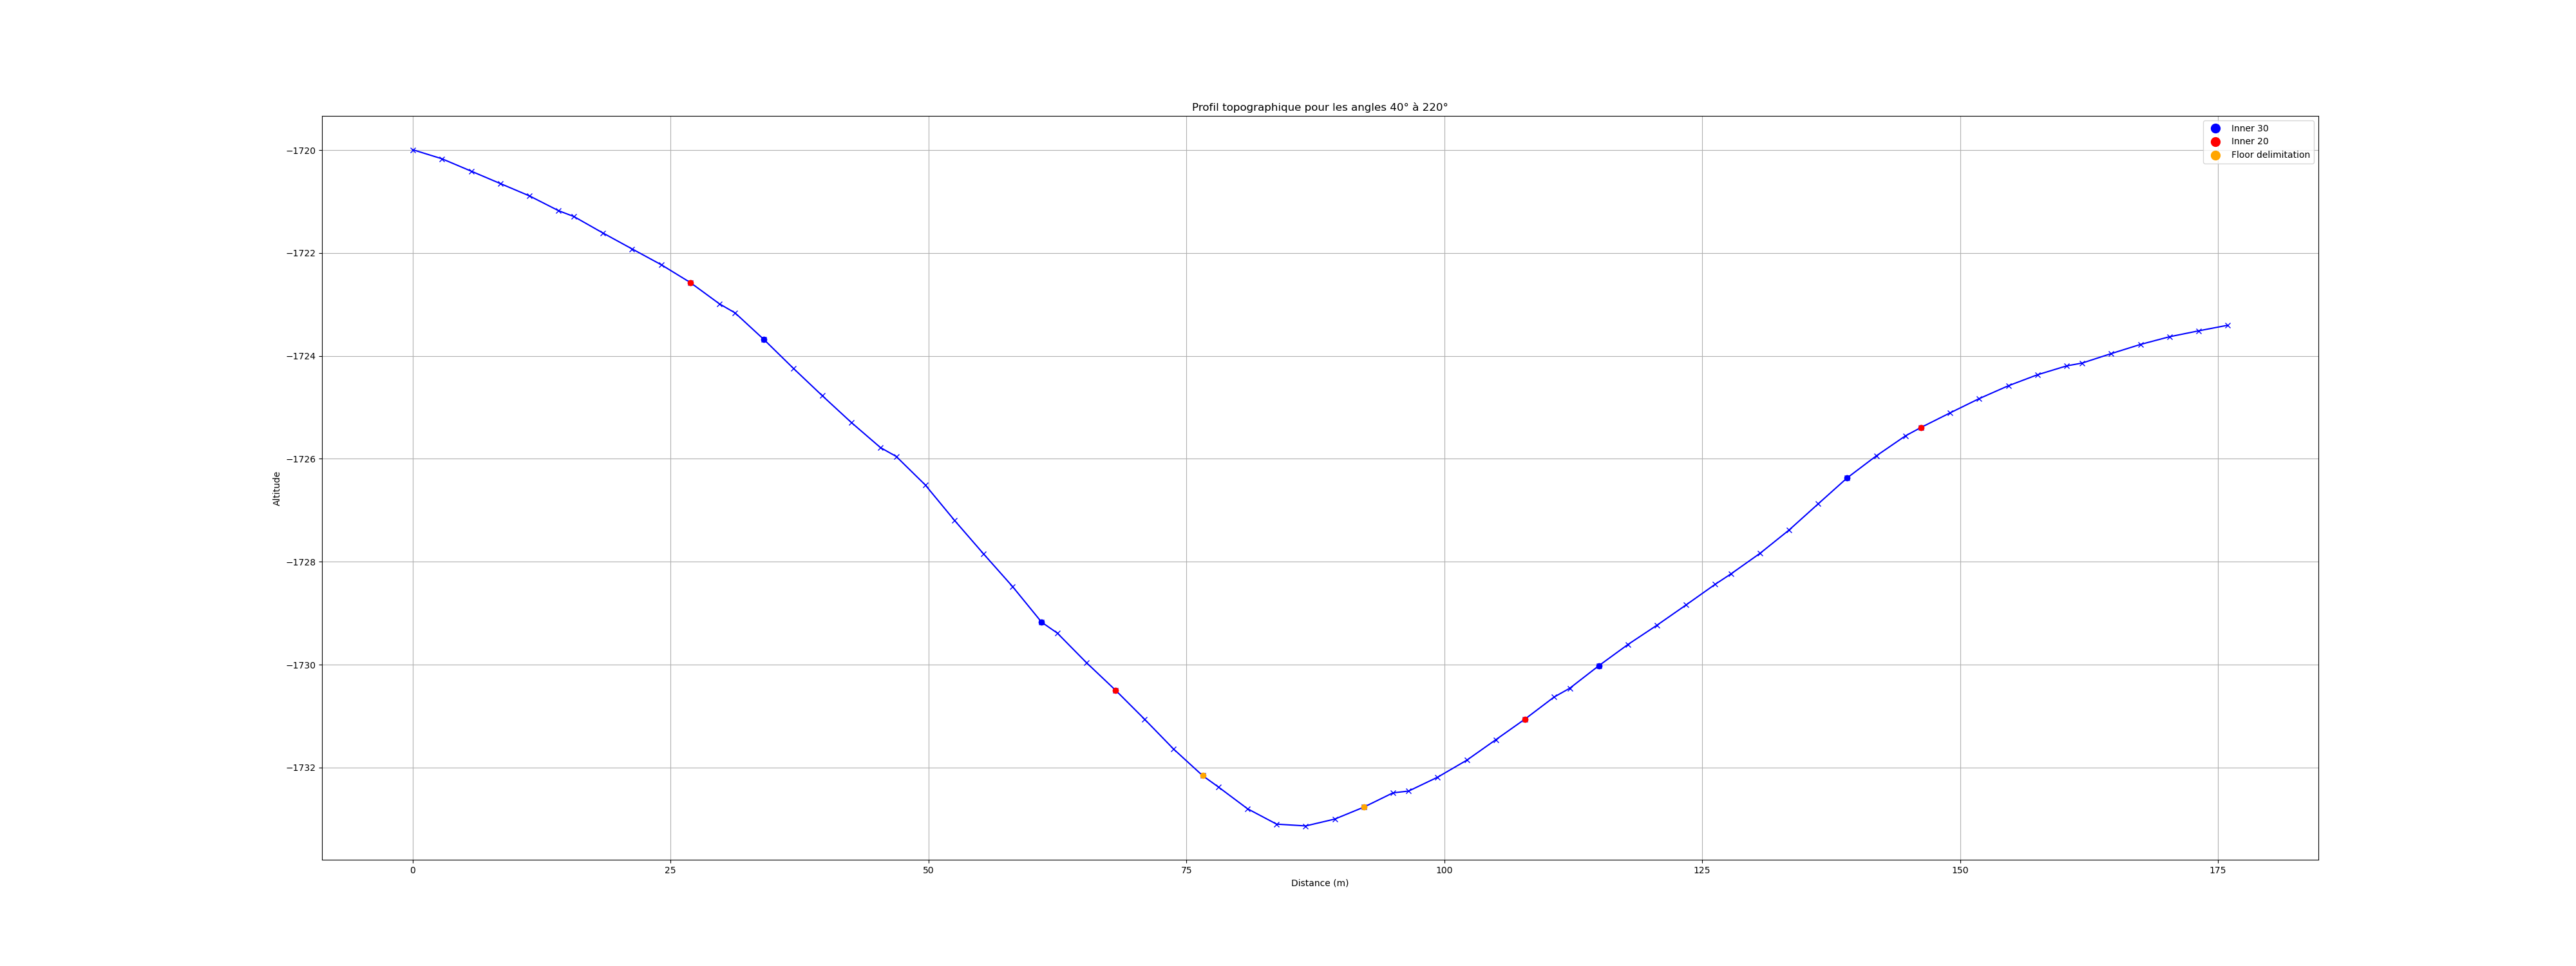 Profil topographique pour les angles 40° à 220°
Inner 30
Inner 20
Floor delimitation
−1720
−1722
−1724
−1726
−1728
−1730
−1732
Altitude
0 25 50 75 100 125 150 175
Distance (m)